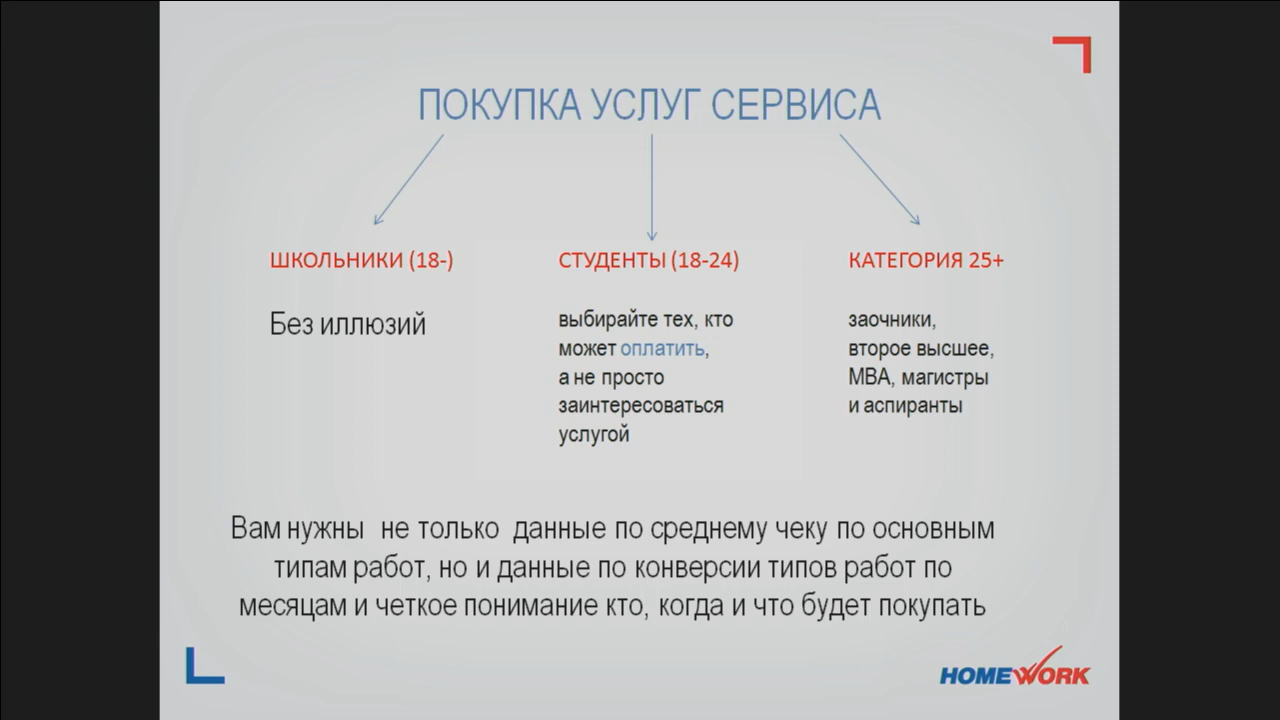 ПОКУПКА УСЛУГ СЕРВИСА
ШКОЛЬНИКИ (18-)
Без иллюзий
СТУДЕНТЫ (18-24)
выбирайте тех, кто
может оплатить,
а не просто
заинтересоваться
услугой
КАТЕГОРИЯ 25+
заочники,
второе высшее,
МВА, магистры
и аспиранты
Вам нужны не только данные по среднему чеку по основным
типам работ, но и данные по конверсии типов работ по
месяцам и четкое понимание кто, когда и что будет покупать
HOMEWORK